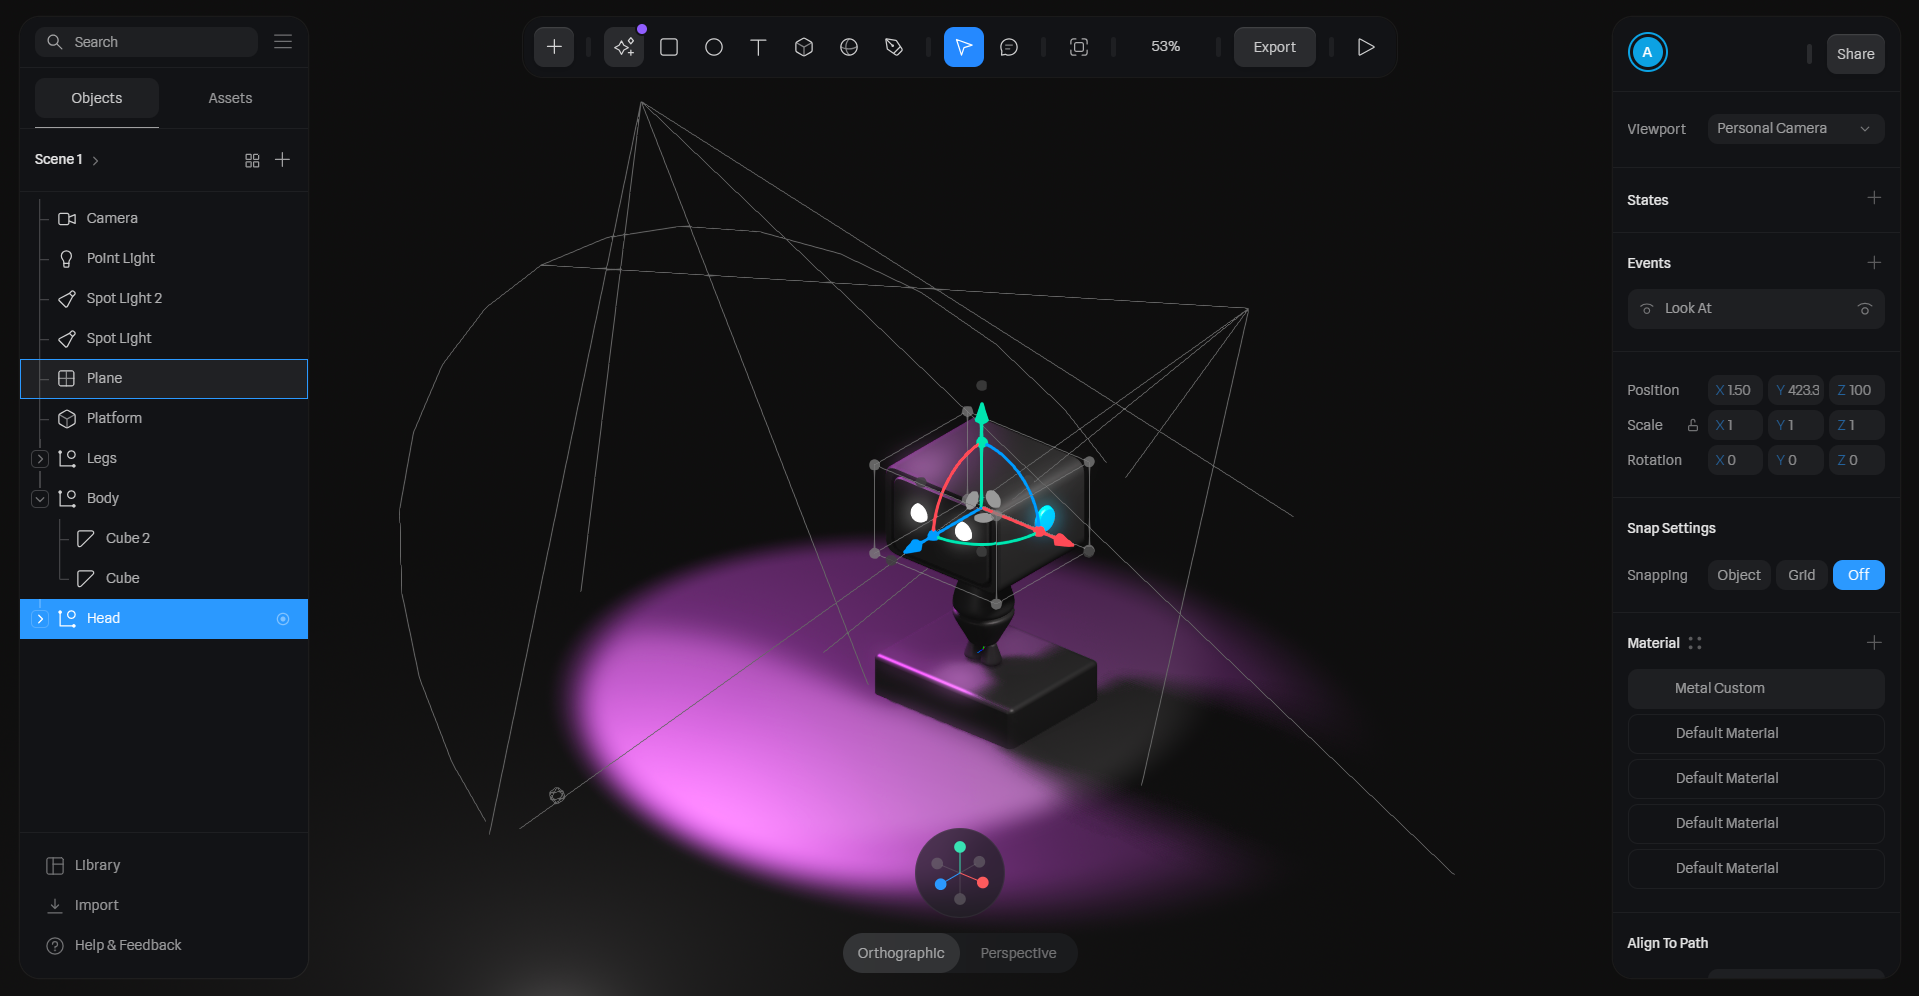 Search
Objects
Assets
Scene 1
Camera
Point Light
Spot Light 2
Spot Light
Plane
Platform
Legs
Body
Cube 2
Cube
Head
Library
Import
Help & Feedback
53%
Export
Orthographic
Perspective
A
Share
Viewport
Personal Camera
States
Events
Look At
Position X 1.50 Y 423.3 Z 100
Scale X 1 Y 1 Z 1
Rotation X 0 Y 0 Z 0
Snap Settings
Snapping Object Grid Off
Material
Metal Custom
Default Material
Default Material
Default Material
Default Material
Align To Path